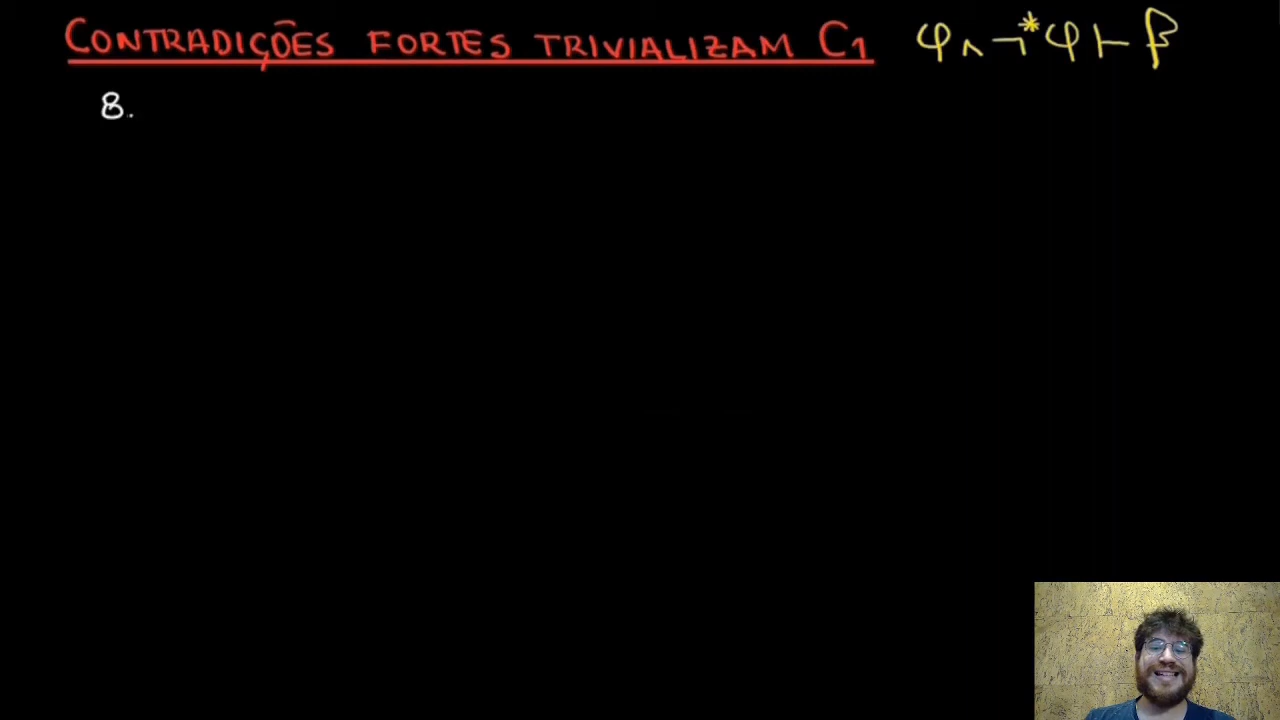 CONTRADIÇÕES FORTES TRIVIALIZAM C₁ φ∧¬*φ⊢β
8.